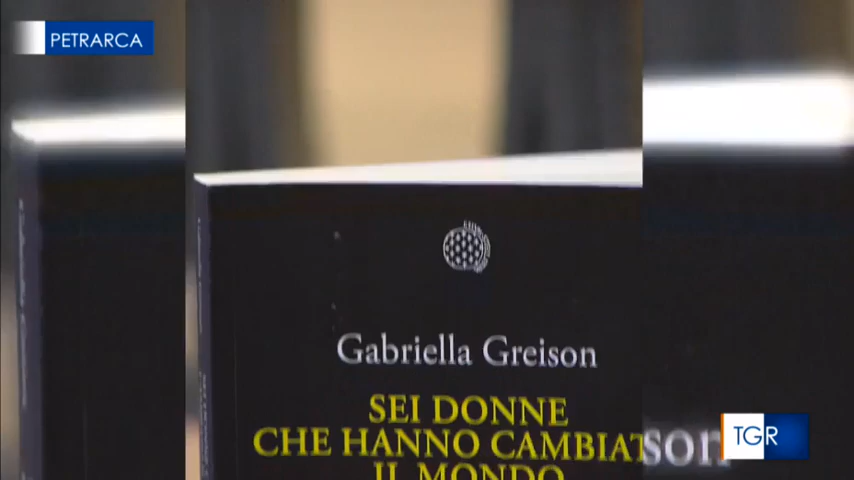 PETRARCA
Gabriella Greison
SEI DONNE
CHE HANNO CAMBIAT
IL MONDO
son
TGR